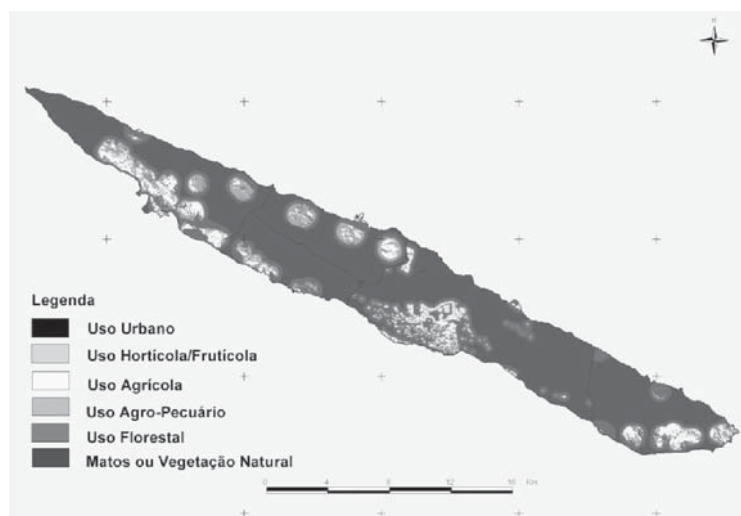 N
Legenda
Uso Urbano
Uso Hortícola/Frutícola
Uso Agrícola
Uso Agro-Pecuário
Uso Florestal
Matos ou Vegetação Natural
0 4 8 12 16 Km